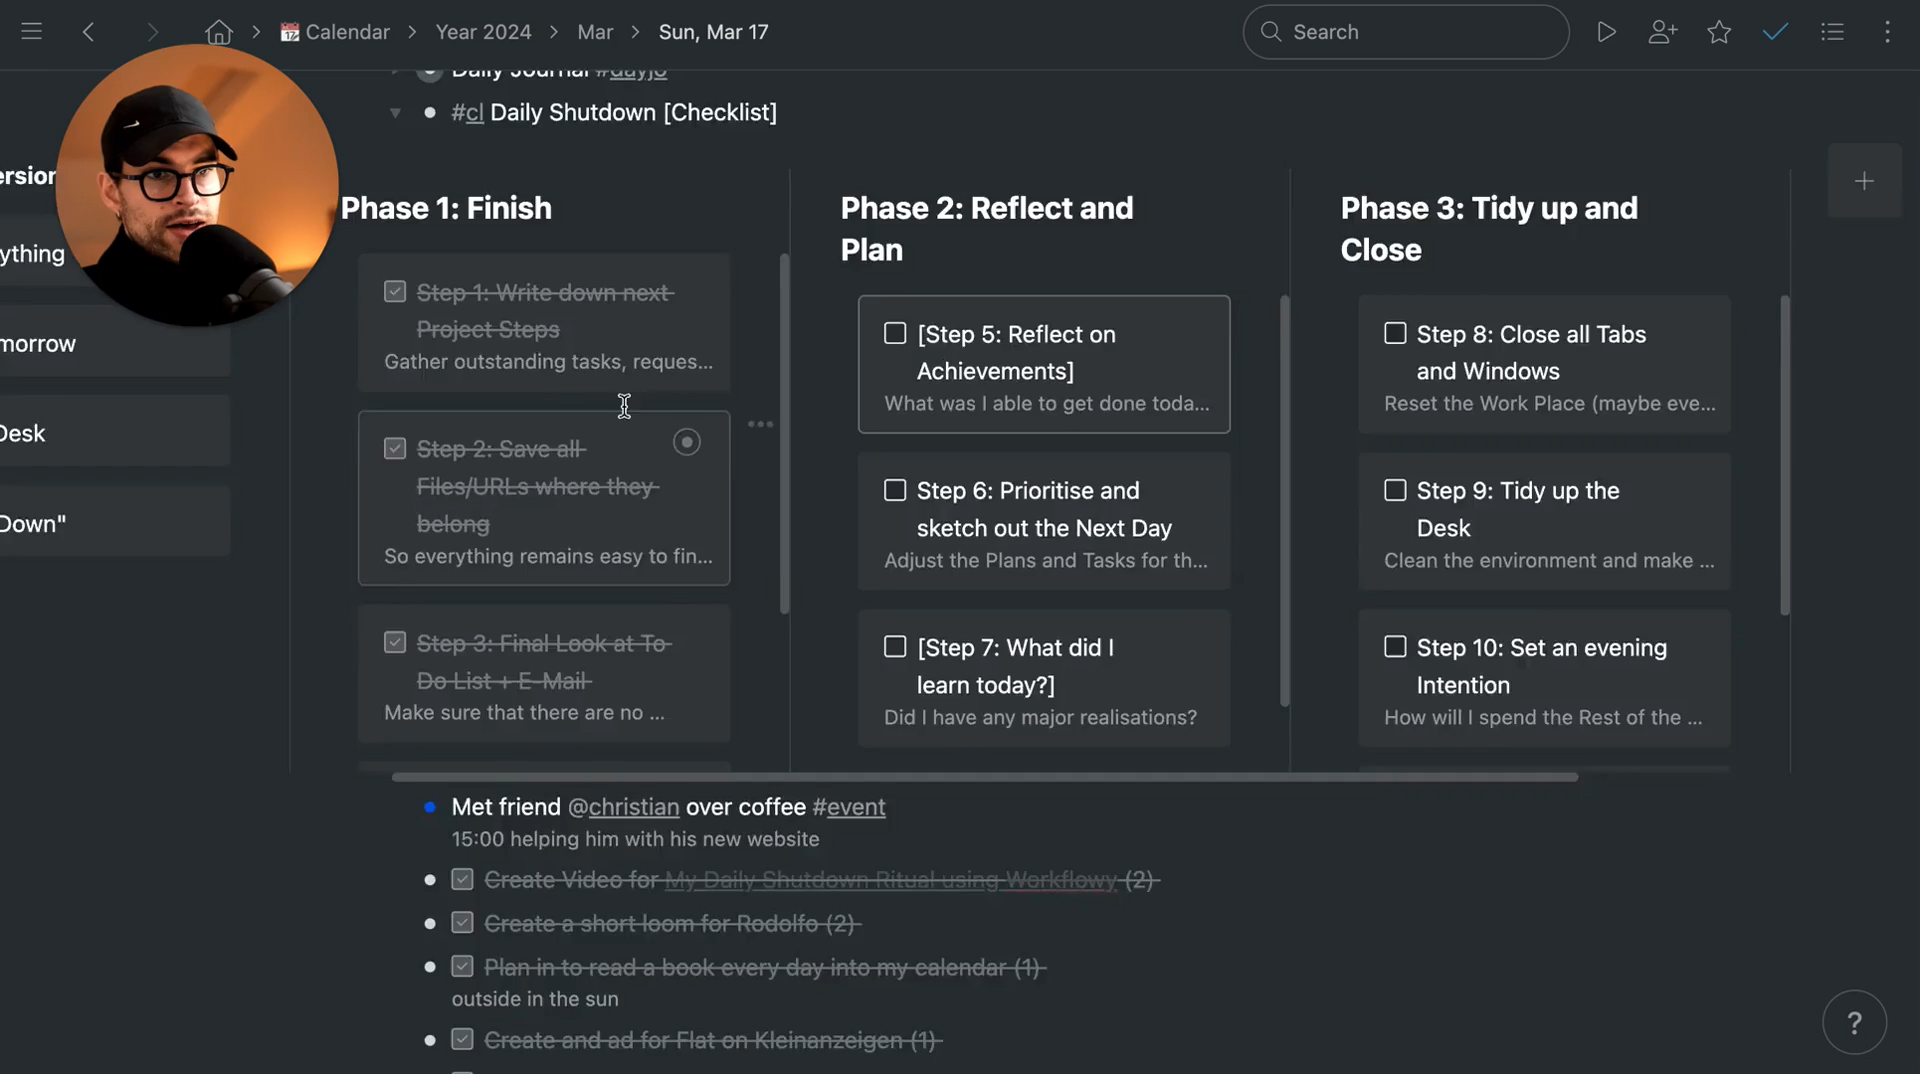 Calendar > Year 2024 > Mar > Sun, Mar 17
Search
Daily Journal #dayjo
#cl Daily Shutdown [Checklist]
ersion
ything
morrow
Desk
Down"
Phase 1: Finish
Step 1: Write down next
Project Steps
Gather outstanding tasks, reques...
Step 2: Save all
Files/URLs where they
belong
So everything remains easy to fin...
Step 3: Final Look at To
Do List + E-Mail
Make sure that there are no ...
Phase 2: Reflect and
Plan
[Step 5: Reflect on
Achievements]
What was I able to get done toda...
Step 6: Prioritise and
sketch out the Next Day
Adjust the Plans and Tasks for th...
[Step 7: What did I
learn today?]
Did I have any major realisations?
Phase 3: Tidy up and
Close
Step 8: Close all Tabs
and Windows
Reset the Work Place (maybe eve...
Step 9: Tidy up the
Desk
Clean the environment and make ...
Step 10: Set an evening
Intention
How will I spend the Rest of the ...
Met friend @christian over coffee #event
15:00 helping him with his new website
Create Video for My Daily Shutdown Ritual using Workflowy (2)
Create a short loom for Rodolfo (2)
Plan in to read a book every day into my calendar (1)
outside in the sun
Create and ad for Flat on Kleinanzeigen (1)
?